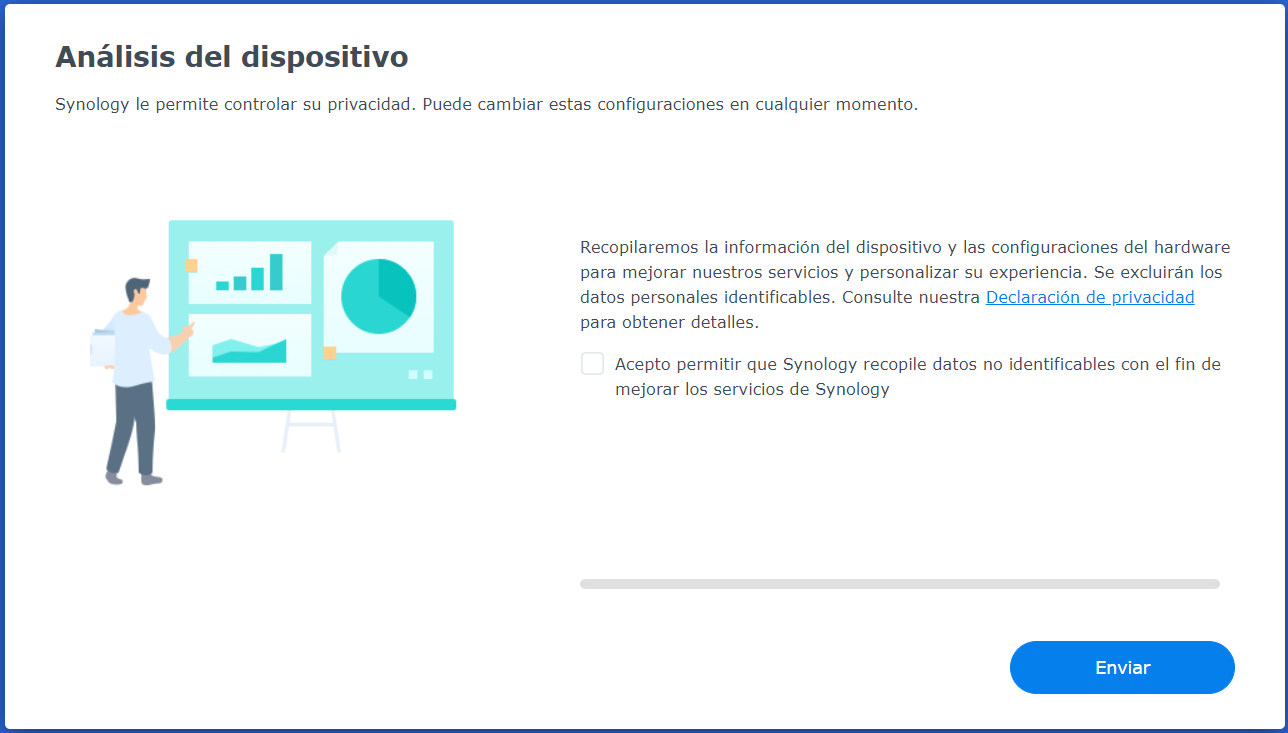 Análisis del dispositivo
Synology le permite controlar su privacidad. Puede cambiar estas configuraciones en cualquier momento.
Recopilaremos la información del dispositivo y las configuraciones del hardware
para mejorar nuestros servicios y personalizar su experiencia. Se excluirán los
datos personales identificables. Consulte nuestra Declaración de privacidad
para obtener detalles.
Acepto permitir que Synology recopile datos no identificables con el fin de
mejorar los servicios de Synology
Enviar